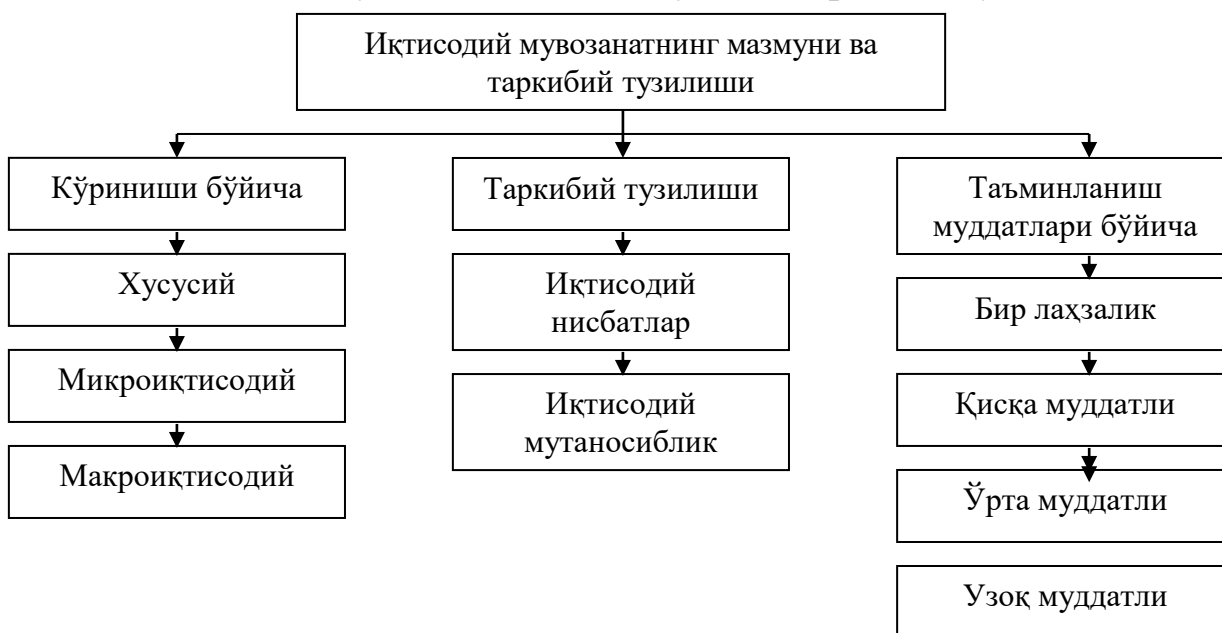 Иқтисодий мувозанатнинг мазмуни ва
таркибий тузилиши
Кўриниши бўйича
Хусусий
Микроиқтисодий
Макроиқтисодий
Таркибий тузилиши
Иқтисодий
нисбатлар
Иқтисодий
мутаносиблик
Таъминланиш
муддатлари бўйича
Бир лаҳзалик
Қисқа муддатли
Ўрта муддатли
Узоқ муддатли